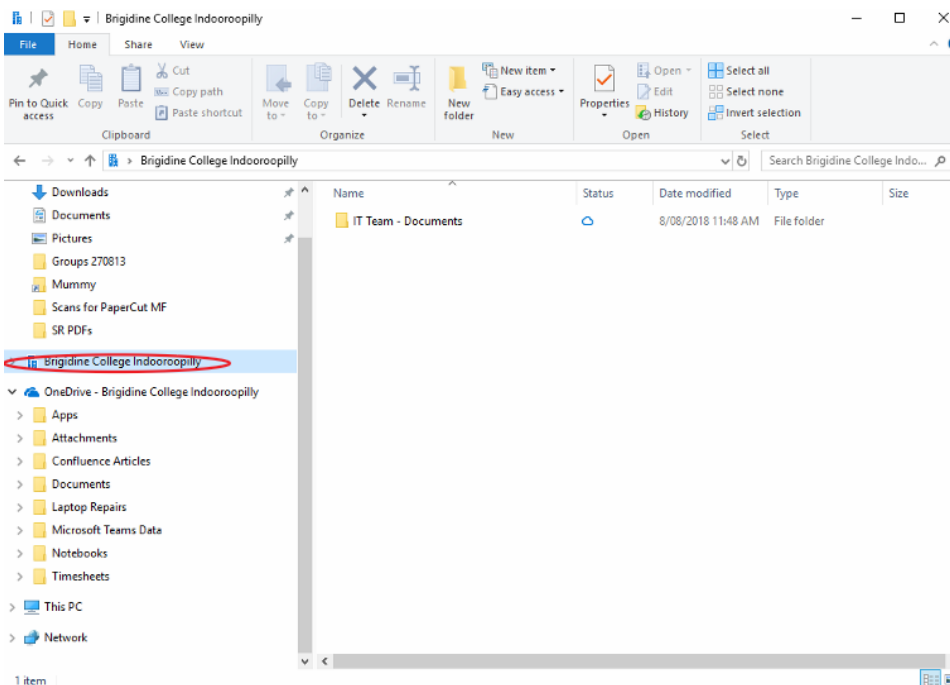 Brigidine College Indooroopilly
File Home Share View
Pin to Quick access
Copy
Paste
Cut
Copy path
Paste shortcut
Clipboard
Move to
Copy to
Delete
Rename
Organize
New folder
New item
Easy access
New
Properties
Open
Edit
History
Open
Select all
Select none
Invert selection
Select
Brigidine College Indooroopilly
Search Brigidine College Indo...
Downloads
Documents
Pictures
Groups 270813
Mummy
Scans for PaperCut MF
SR PDFs
Brigidine College Indooroopilly
OneDrive - Brigidine College Indooroopilly
Apps
Attachments
Confluence Articles
Documents
Laptop Repairs
Microsoft Teams Data
Notebooks
Timesheets
This PC
Network
Name Status Date modified Type Size
IT Team - Documents 8/08/2018 11:48 AM File folder
1 item